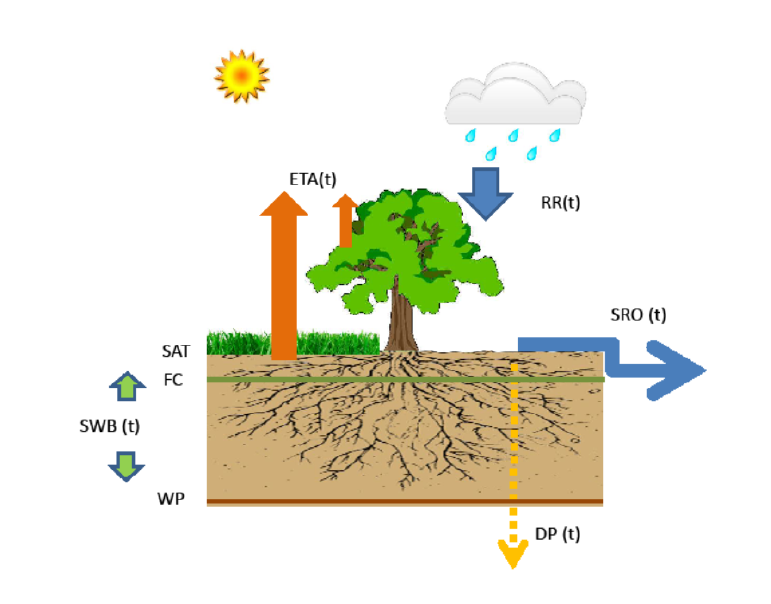 ETA(t)
RR(t)
SRO (t)
SAT
FC
SWB (t)
WP
DP (t)